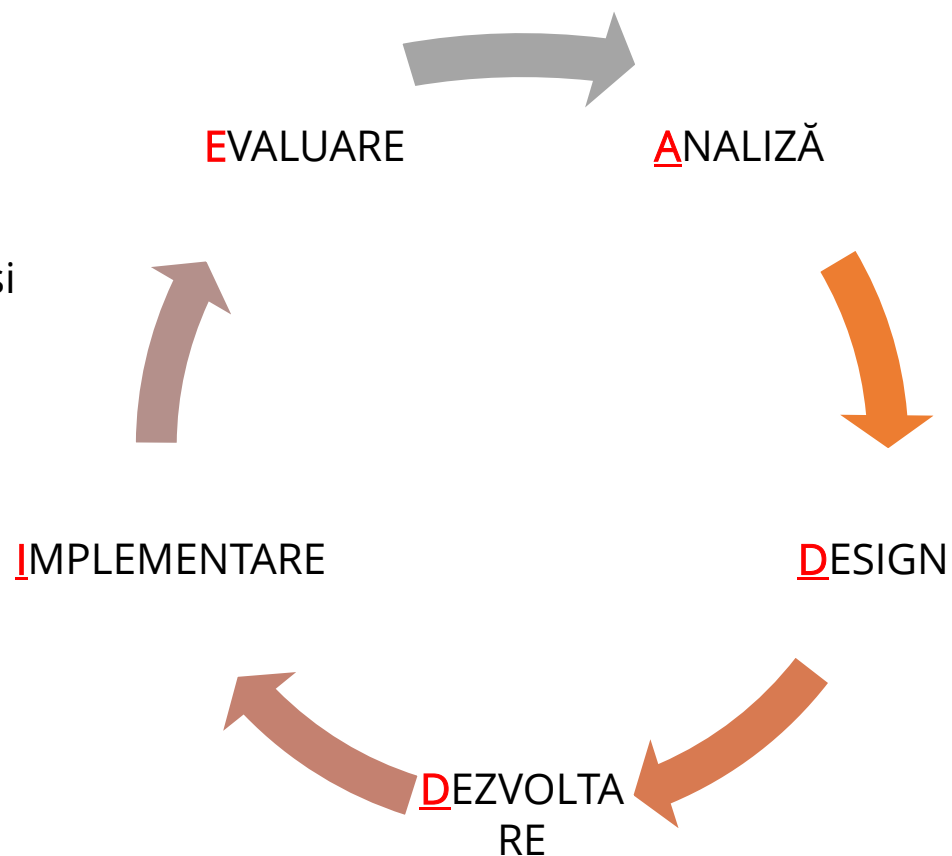 EVALUARE
ANALIZĂ
și
IMPLEMENTARE
DESIGN
DEZVOLTA
RE